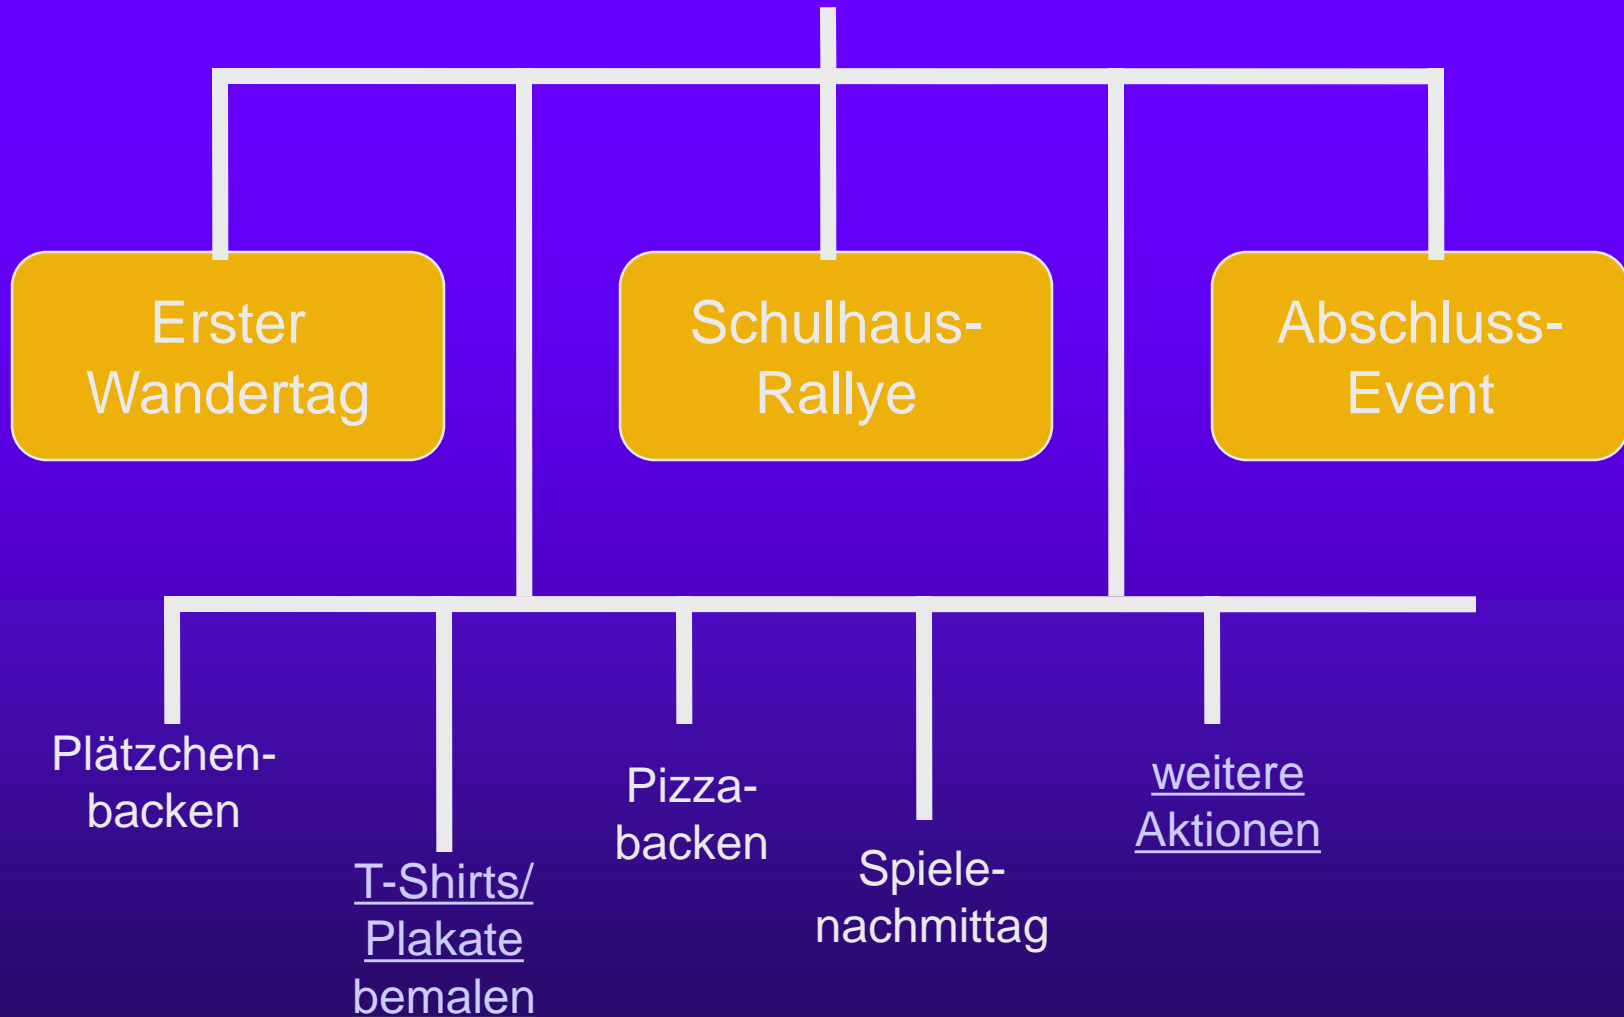 Erster
Wandertag
Schulhaus-
Rallye
Abschluss-
Event
Plätzchen-
backen
T-Shirts/
Plakate
bemalen
Pizza-
backen
Spiele-
nachmittag
weitere
Aktionen